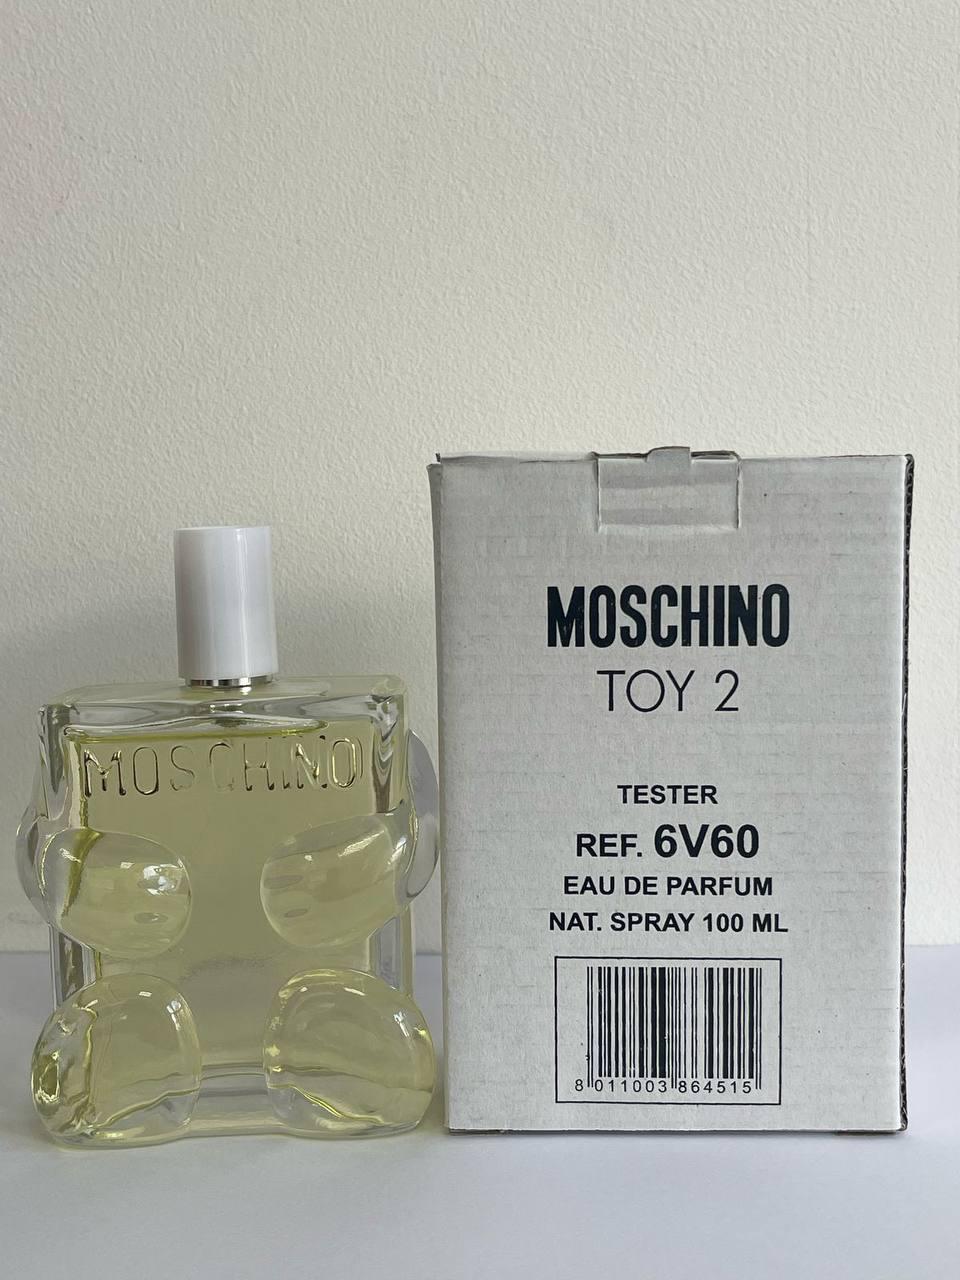 MOSCHINO
MOSCHINO
TOY 2
TESTER
REF. 6V60
EAU DE PARFUM
NAT. SPRAY 100 ML
8 011003 864515